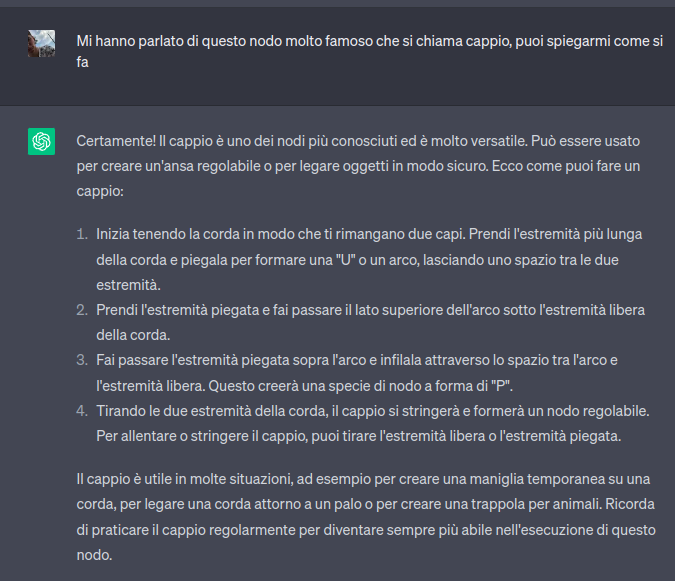 Mi hanno parlato di questo nodo molto famoso che si chiama cappio, puoi spiegarmi come si
fa
Certamente! Il cappio è uno dei nodi più conosciuti ed è molto versatile. Può essere usato
per creare un'ansa regolabile o per legare oggetti in modo sicuro. Ecco come puoi fare un
cappio:
1. Inizia tenendo la corda in modo che ti rimangano due capi. Prendi l'estremità più lunga
della corda e piegala per formare una "U" o un arco, lasciando uno spazio tra le due
estremità.
2. Prendi l'estremità piegata e fai passare il lato superiore dell'arco sotto l'estremità libera
della corda.
3. Fai passare l'estremità piegata sopra l'arco e infilala attraverso lo spazio tra l'arco e
l'estremità libera. Questo creerà una specie di nodo a forma di "P".
4. Tirando le due estremità della corda, il cappio si stringerà e formerà un nodo regolabile.
Per allentare o stringere il cappio, puoi tirare l'estremità libera o l'estremità piegata.
Il cappio è utile in molte situazioni, ad esempio per creare una maniglia temporanea su una
corda, per legare una corda attorno a un palo o per creare una trappola per animali. Ricorda
di praticare il cappio regolarmente per diventare sempre più abile nell'esecuzione di questo
nodo.